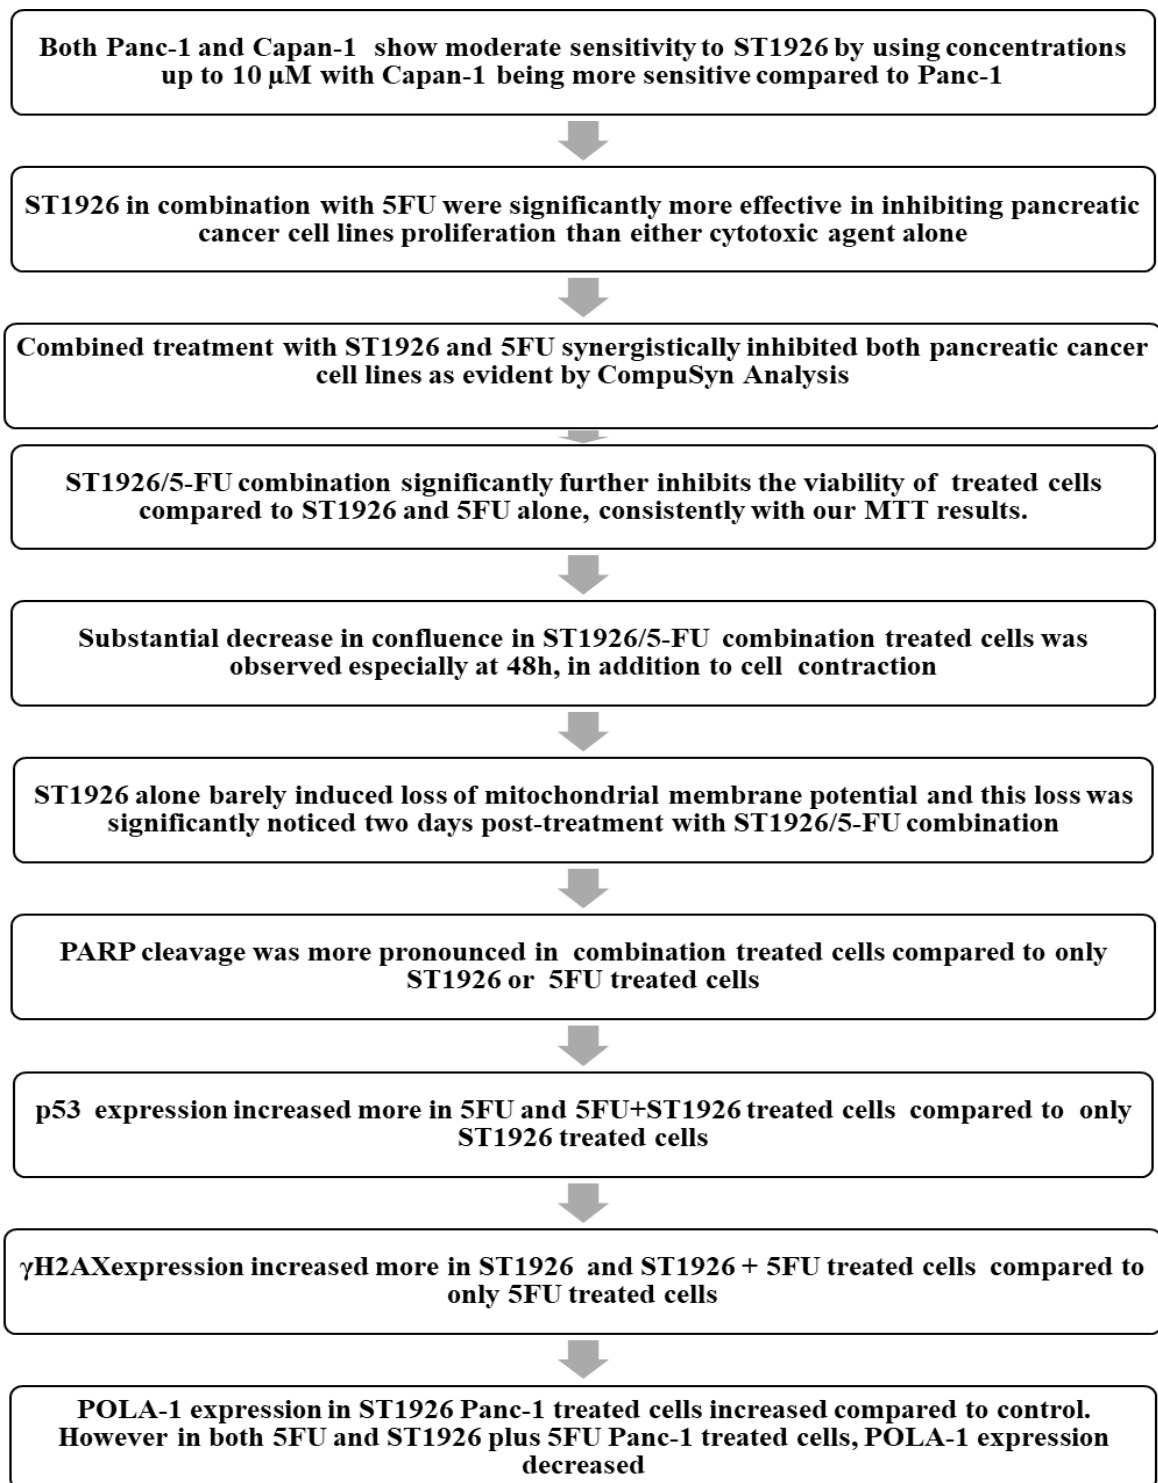 Both Panc-1 and Capan-1 show moderate sensitivity to ST1926 by using concentrations
up to 10 μM with Capan-1 being more sensitive compared to Panc-1
ST1926 in combination with 5FU were significantly more effective in inhibiting pancreatic
cancer cell lines proliferation than either cytotoxic agent alone
Combined treatment with ST1926 and 5FU synergistically inhibited both pancreatic cancer
cell lines as evident by CompuSyn Analysis
ST1926/5-FU combination significantly further inhibits the viability of treated cells
compared to ST1926 and 5FU alone, consistently with our MTT results.
Substantial decrease in confluence in ST1926/5-FU combination treated cells was
observed especially at 48h, in addition to cell contraction
ST1926 alone barely induced loss of mitochondrial membrane potential and this loss was
significantly noticed two days post-treatment with ST1926/5-FU combination
PARP cleavage was more pronounced in combination treated cells compared to only
ST1926 or 5FU treated cells
p53 expression increased more in 5FU and 5FU+ST1926 treated cells compared to only
ST1926 treated cells
γH2AXexpression increased more in ST1926 and ST1926 + 5FU treated cells compared to
only 5FU treated cells
POLA-1 expression in ST1926 Panc-1 treated cells increased compared to control.
However in both 5FU and ST1926 plus 5FU Panc-1 treated cells, POLA-1 expression
decreased